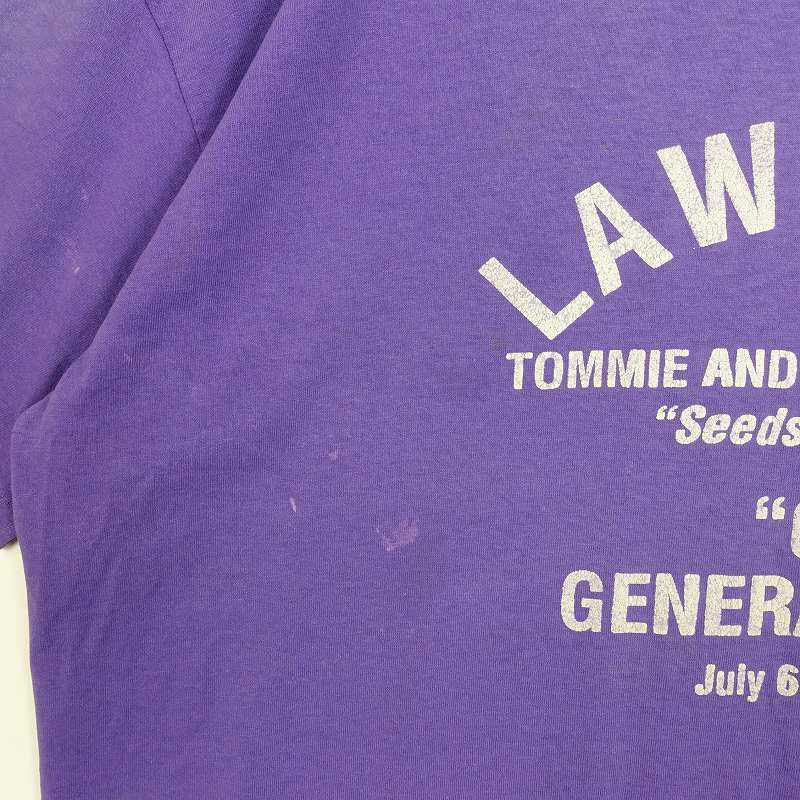 LAW
TOMMIE AND
“Seeds
“
GENERA
July 6